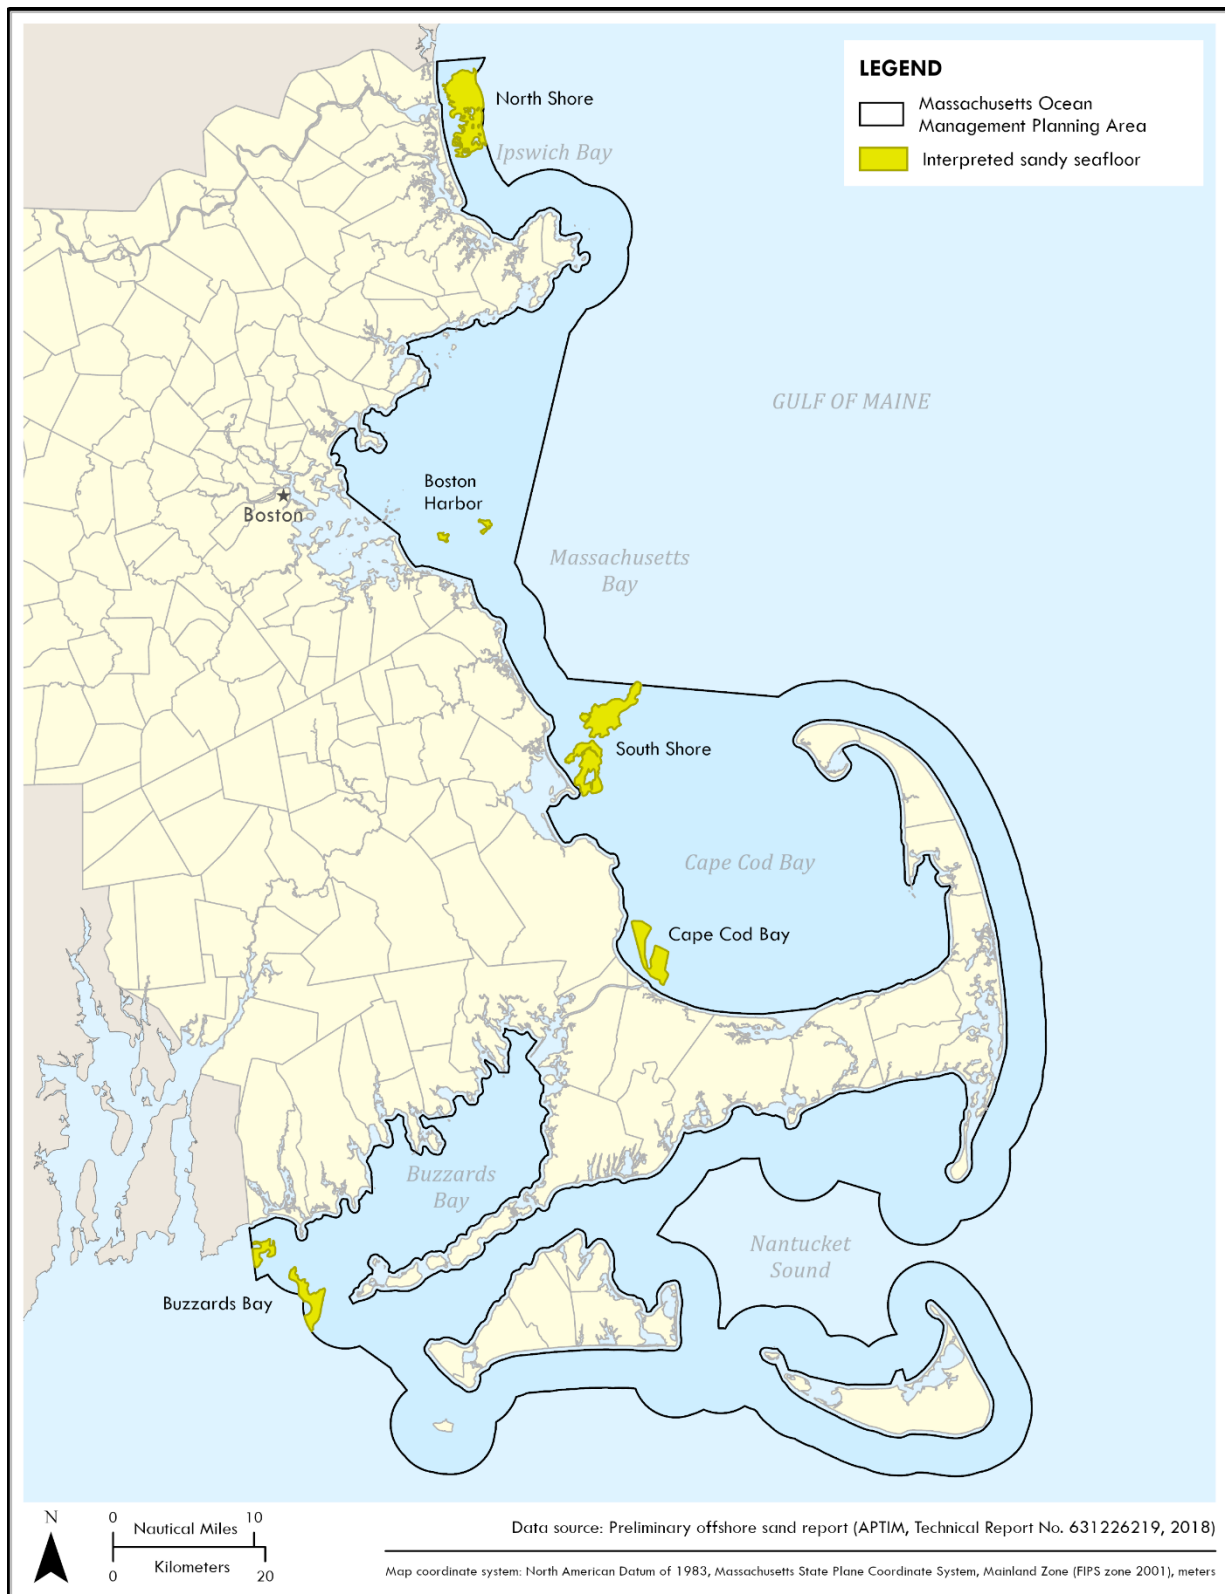 LEGEND
Massachusetts Ocean
Management Planning Area
Interpreted sandy seafloor
North Shore
Ipswich Bay
GULF OF MAINE
Boston
Harbor
Boston
Massachusetts
Bay
South Shore
Cape Cod Bay
Cape Cod Bay
Buzzards
Bay
Nantucket
Sound
Buzzards Bay
N
0 10
Nautical Miles
Kilometers
0 20
Data source: Preliminary offshore sand report (APTIM, Technical Report No. 631226219, 2018)
Map coordinate system: North American Datum of 1983, Massachusetts State Plane Coordinate System, Mainland Zone (FIPS zone 2001), meters